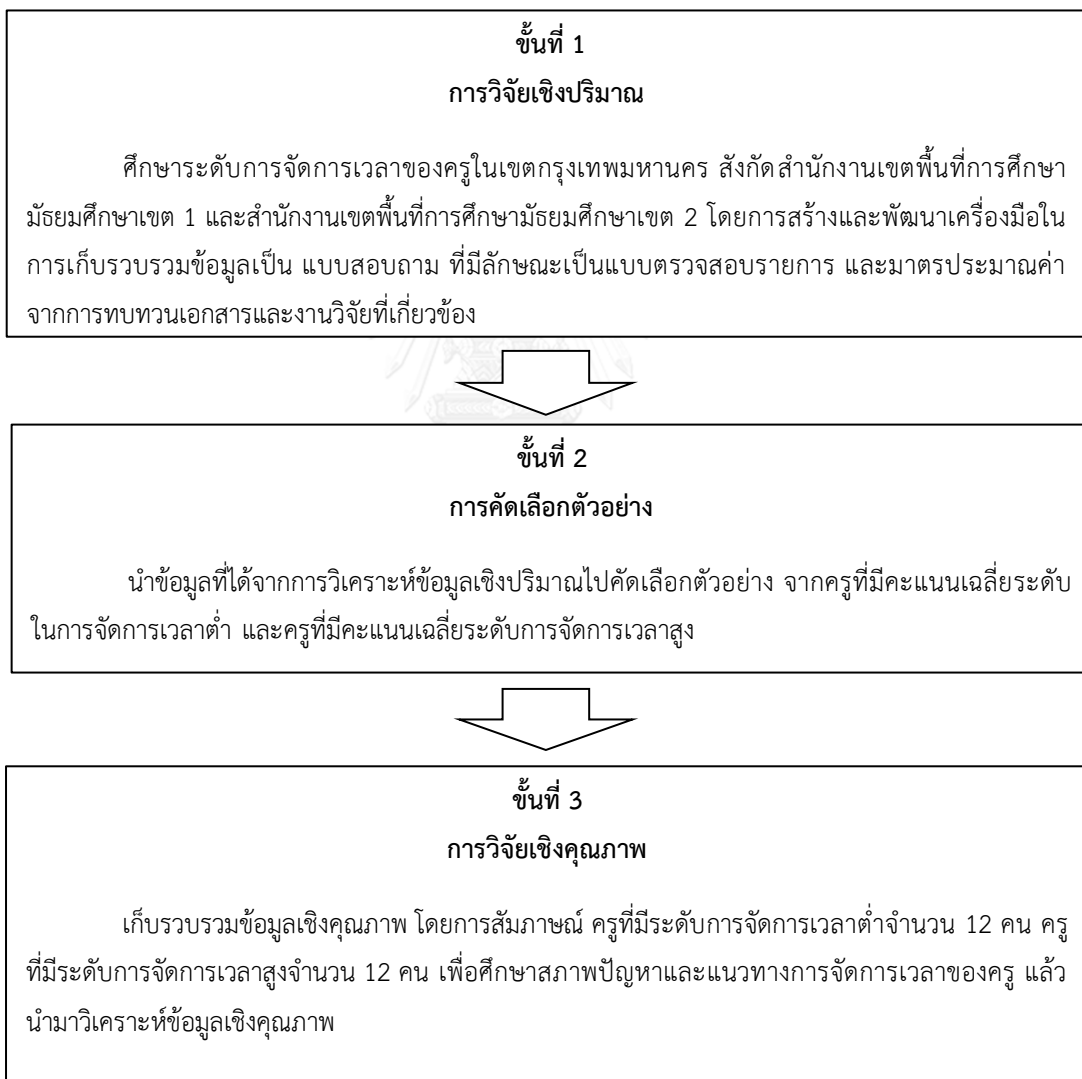 ขั้นที่ 1
การวิจัยเชิงปริมาณ
ศึกษาระดับการจัดการเวลาของครูในเขตกรุงเทพมหานคร สังกัดสำนักงานเขตพื้นที่การศึกษา
มัธยมศึกษาเขต 1 และสำนักงานเขตพื้นที่การศึกษามัธยมศึกษาเขต 2 โดยการสร้างและพัฒนาเครื่องมือใน
การเก็บรวบรวมข้อมูลเป็น แบบสอบถาม ที่มีลักษณะเป็นแบบตรวจสอบรายการ และมาตรประมาณค่า
จากการทบทวนเอกสารและงานวิจัยที่เกี่ยวข้อง
ขั้นที่ 2
การคัดเลือกตัวอย่าง
นำข้อมูลที่ได้จากการวิเคราะห์ข้อมูลเชิงปริมาณไปคัดเลือกตัวอย่าง จากครูที่มีคะแนนเฉลี่ยระดับ
ในการจัดการเวลาต่ำ และครูที่มีคะแนนเฉลี่ยระดับการจัดการเวลาสูง
ขั้นที่ 3
การวิจัยเชิงคุณภาพ
เก็บรวบรวมข้อมูลเชิงคุณภาพ โดยการสัมภาษณ์ ครูที่มีระดับการจัดการเวลาต่ำจำนวน 12 คน ครู
ที่มีระดับการจัดการเวลาสูงจำนวน 12 คน เพื่อศึกษาสภาพปัญหาและแนวทางการจัดการเวลาของครู แล้ว
นำมาวิเคราะห์ข้อมูลเชิงคุณภาพ